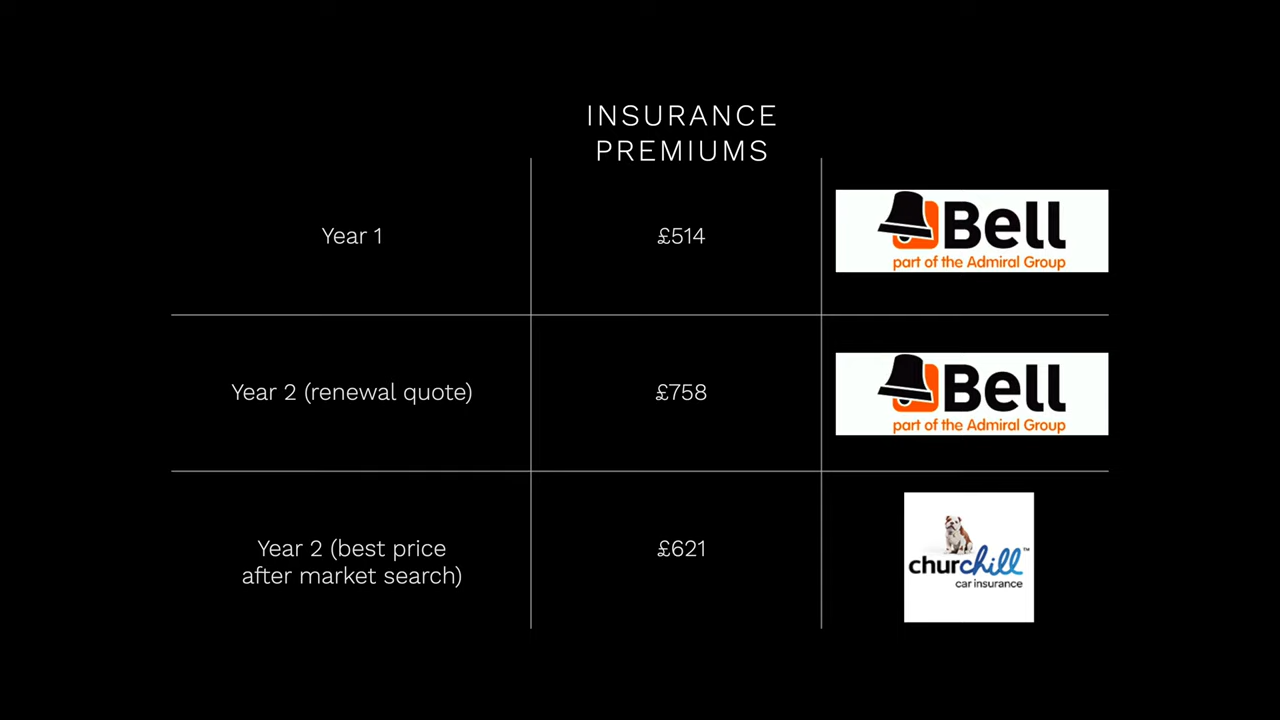 INSURANCE
PREMIUMS
Year 1
£514
Bell
part of the Admiral Group
Year 2 (renewal quote)
£758
Bell
part of the Admiral Group
Year 2 (best price
after market search)
£621
churchill™
car insurance